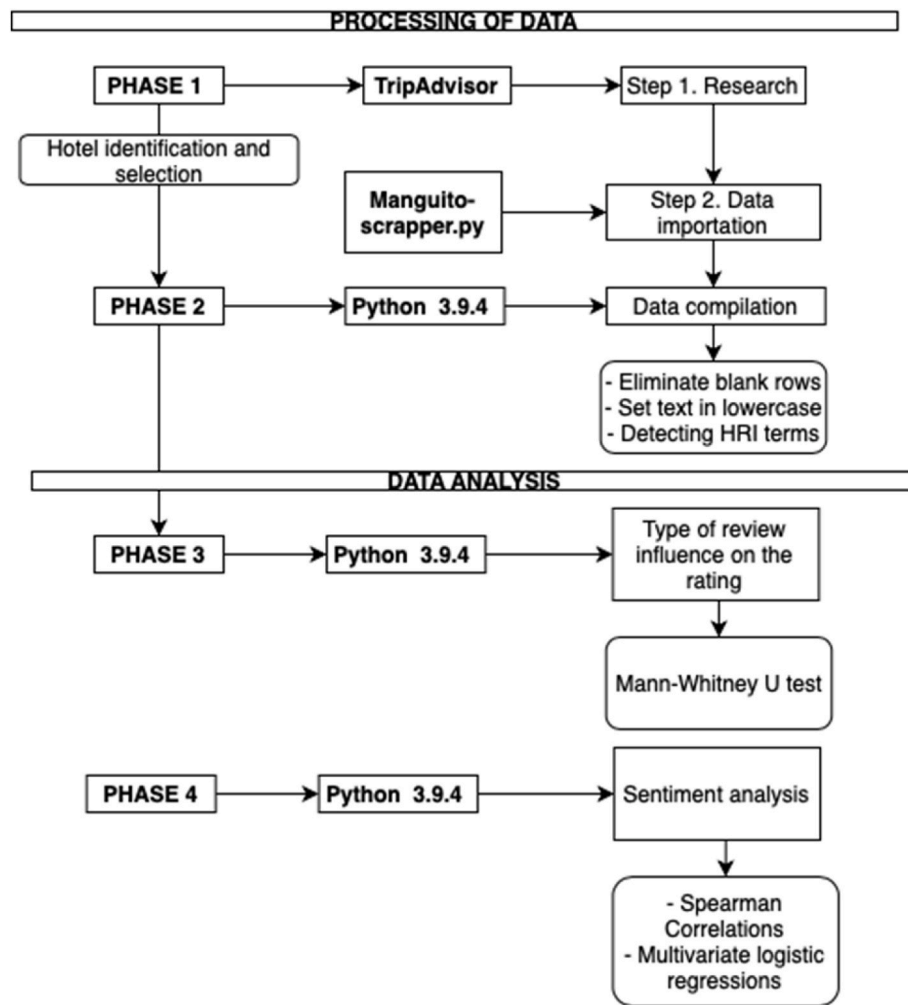 PROCESSING OF DATA
PHASE 1
TripAdvisor
Step 1. Research
Hotel identification and
selection
Manguito-
scrapper.py
Step 2. Data
importation
PHASE 2
Python 3.9.4
Data compilation
- Eliminate blank rows
- Set text in lowercase
- Detecting HRI terms
DATA ANALYSIS
PHASE 3
Python 3.9.4
Type of review
influence on the
rating
Mann-Whitney U test
PHASE 4
Python 3.9.4
Sentiment analysis
- Spearman
Correlations
- Multivariate logistic
regressions